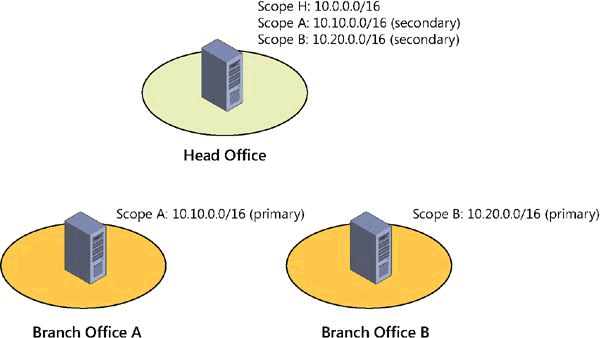 Scope H: 10.0.0.0/16
Scope A: 10.10.0.0/16 (secondary)
Scope B: 10.20.0.0/16 (secondary)
Head Office
Scope A: 10.10.0.0/16 (primary)
Scope B: 10.20.0.0/16 (primary)
Branch Office A
Branch Office B